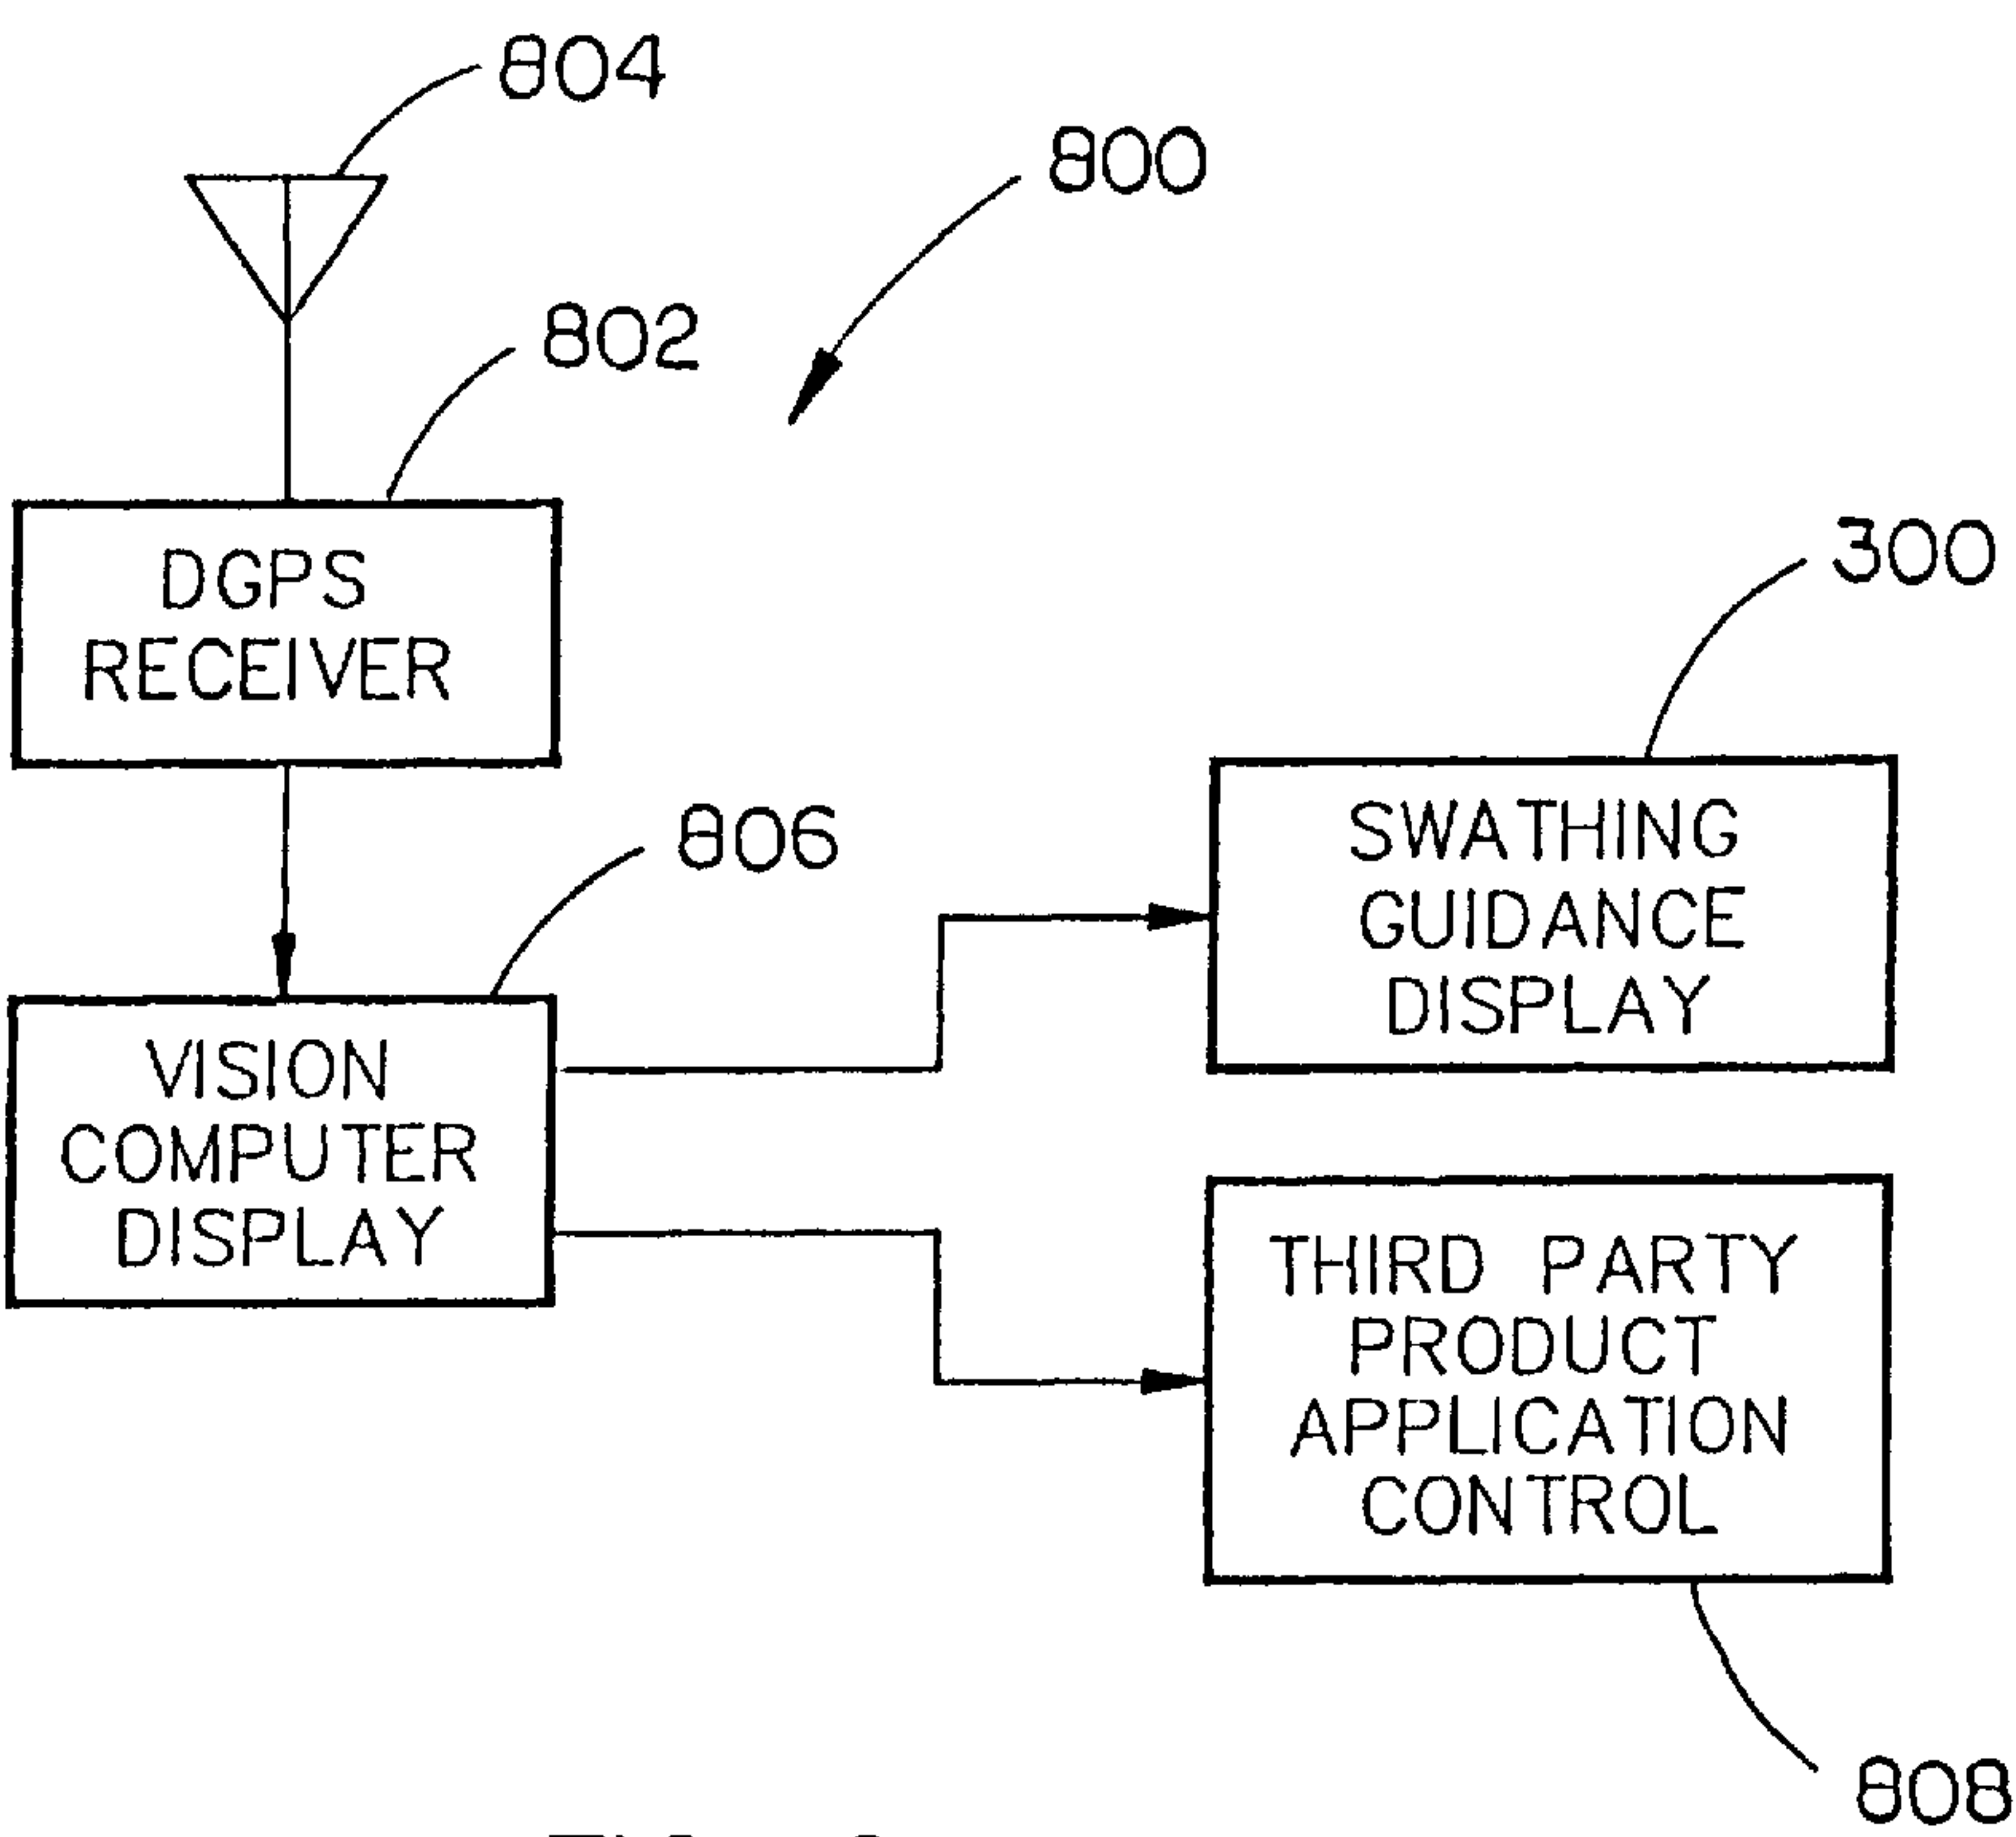 804
800
802
DGPS
RECEIVER
300
806
SWATHING
GUIDANCE
DISPLAY
VISION
COMPUTER
DISPLAY
THIRD PARTY
PRODUCT
APPLICATION
CONTROL
808